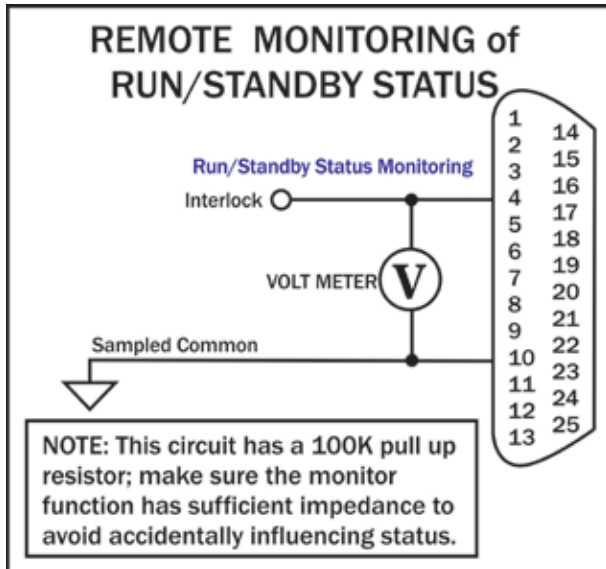 REMOTE MONITORING of
RUN/STANDBY STATUS
Run/Standby Status Monitoring
Interlock
VOLT METER
V
Sampled Common
1
2
3
4
5
6
7
8
9
10
11
12
13
14
15
16
17
18
19
20
21
22
23
24
25
NOTE: This circuit has a 100K pull up
resistor; make sure the monitor
function has sufficient impedance to
avoid accidentally influencing status.